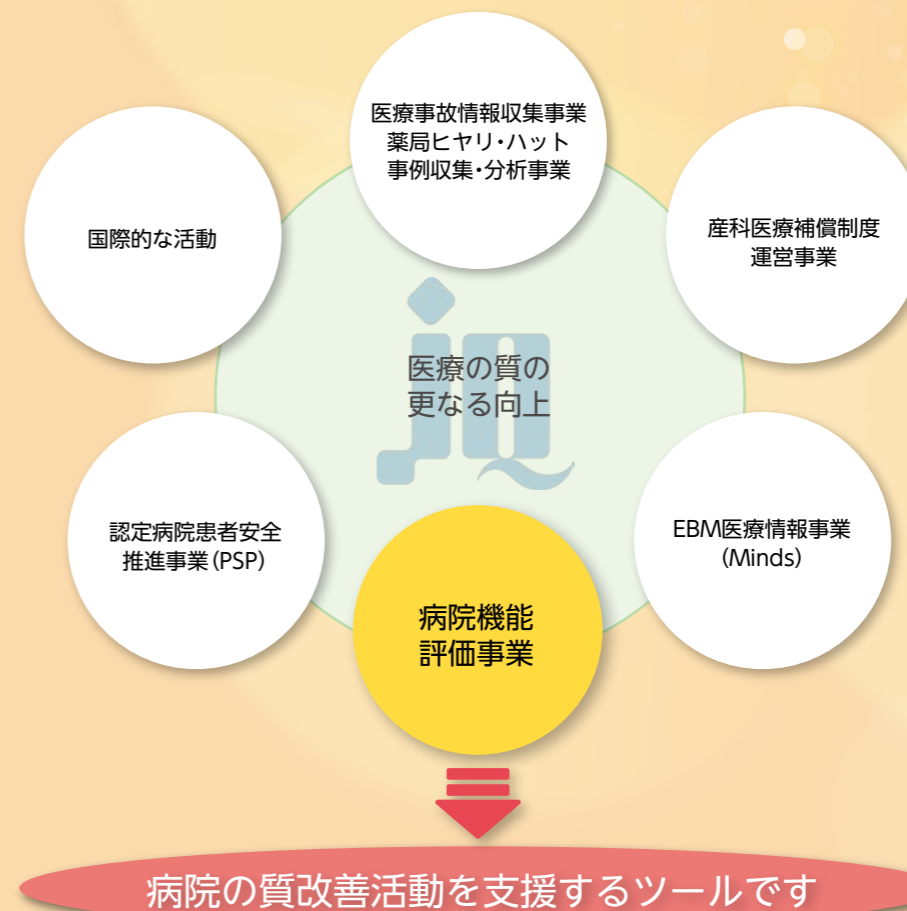 医療事故情報収集事業
薬局ヒヤリ・ハット
事例収集・分析事業
国際的な活動
産科医療補償制度
運営事業
jq
医療の質の
更なる向上
認定病院患者安全
推進事業(PSP)
EBM医療情報事業
(Minds)
病院機能
評価事業
病院の質改善活動を支援するツールです